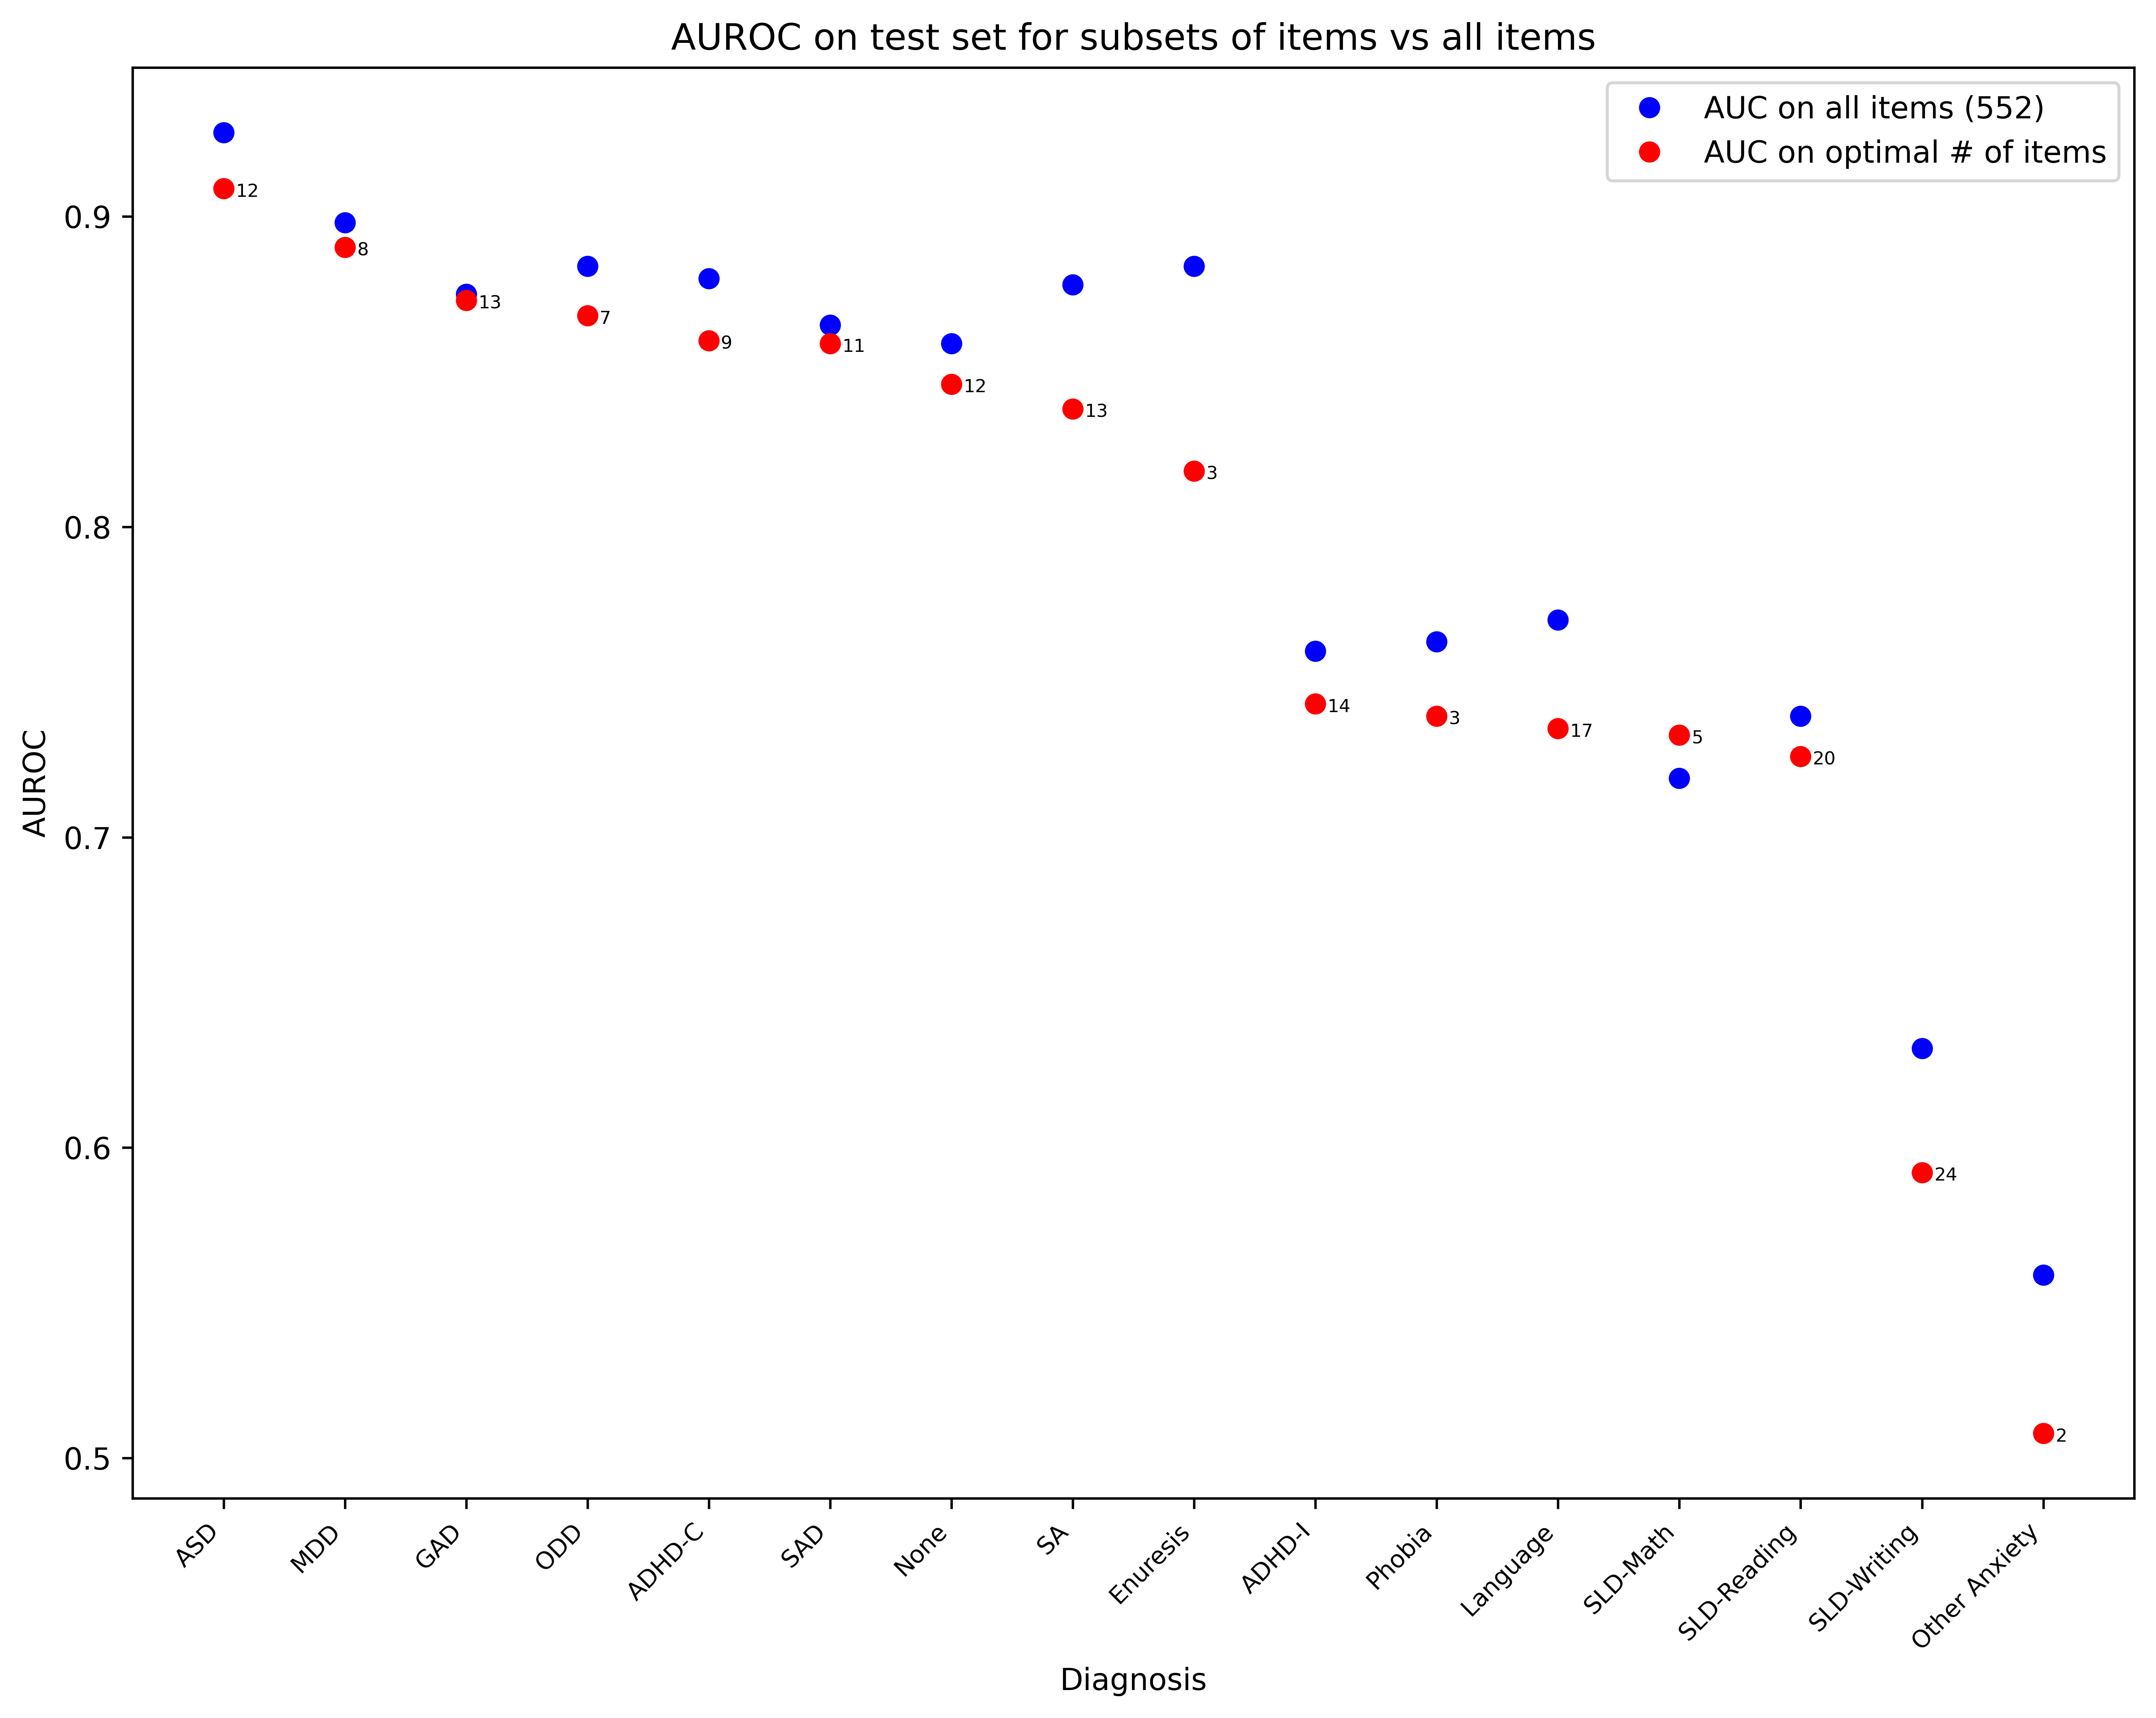 AUROC on test set for subsets of items vs all items
AUC on all items (552)
AUC on optimal # of items
AUROC
0.9
0.8
0.7
0.6
0.5
12
8
13
7
9
11
12
13
3
14
3
17
5
20
24
2
ASD
MDD
GAD
ODD
ADHD-C
SAD
None
SA
Enuresis
ADHD-I
Phobia
Language
SLD-Math
SLD-Reading
SLD-Writing
Other Anxiety
Diagnosis